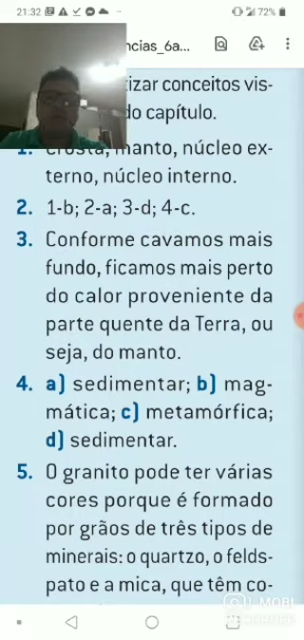 21:32 72%
ncias_6a...
izar conceitos vis-
do capítulo.
1. crosta, manto, núcleo ex-
terno, núcleo interno.
2. 1-b; 2-a; 3-d; 4-c.
3. Conforme cavamos mais
fundo, ficamos mais perto
do calor proveniente da
parte quente da Terra, ou
seja, do manto.
4. a) sedimentar; b) mag-
mática; c) metamórfica;
d) sedimentar.
5. O granito pode ter várias
cores porque é formado
por grãos de três tipos de
minerais: o quartzo, o felds-
pato e a mica, que têm co-